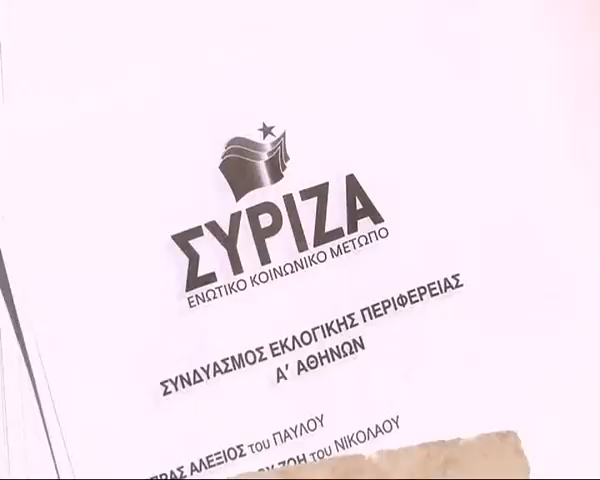 ΣΥΡΙΖΑ
ΕΝΩΤΙΚΟ ΚΟΙΝΩΝΙΚΟ ΜΕΤΩΠΟ
ΣΥΝΔΥΑΣΜΟΣ ΕΚΛΟΓΙΚΗΣ ΠΕΡΙΦΕΡΕΙΑΣ
Α’ ΑΘΗΝΩΝ
ΑΛΕΞΙΟΣ του ΠΑΥΛΟΥ
ΖΩΗ του ΝΙΚΟΛΑΟΥ